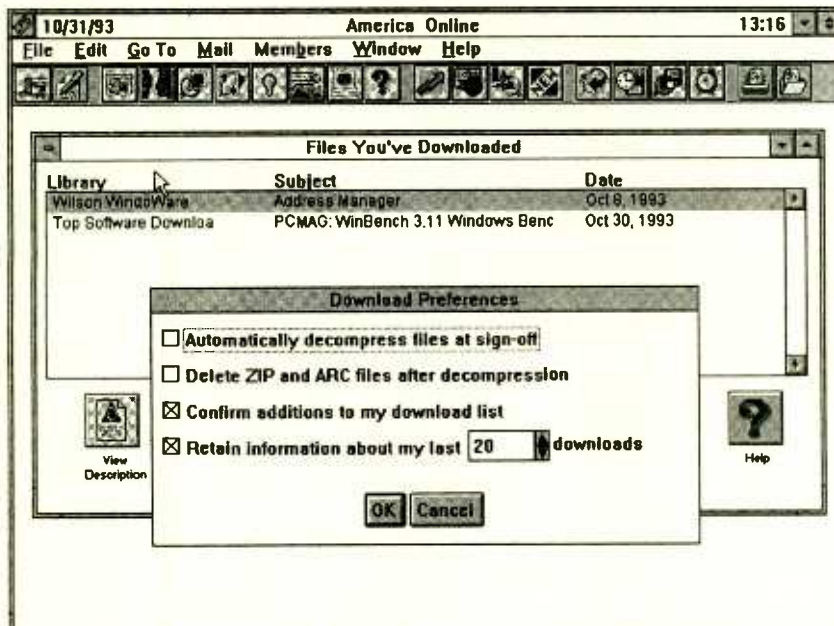 10/31/93 America Online 13:16
File Edit Go To Mail Members Window Help
Files You've Downloaded
Library Subject Date
Wilson WindoWare Address Manager Oct 8, 1993
Top Software Downloa PCMAG: WinBench 3.11 Windows Benc Oct 30, 1993
Download Preferences
Automatically decompress files at sign-off
Delete ZIP and ARC files after decompression
Confirm additions to my download list
Retain information about my last 20 downloads
View
Description
Help
OK Cancel